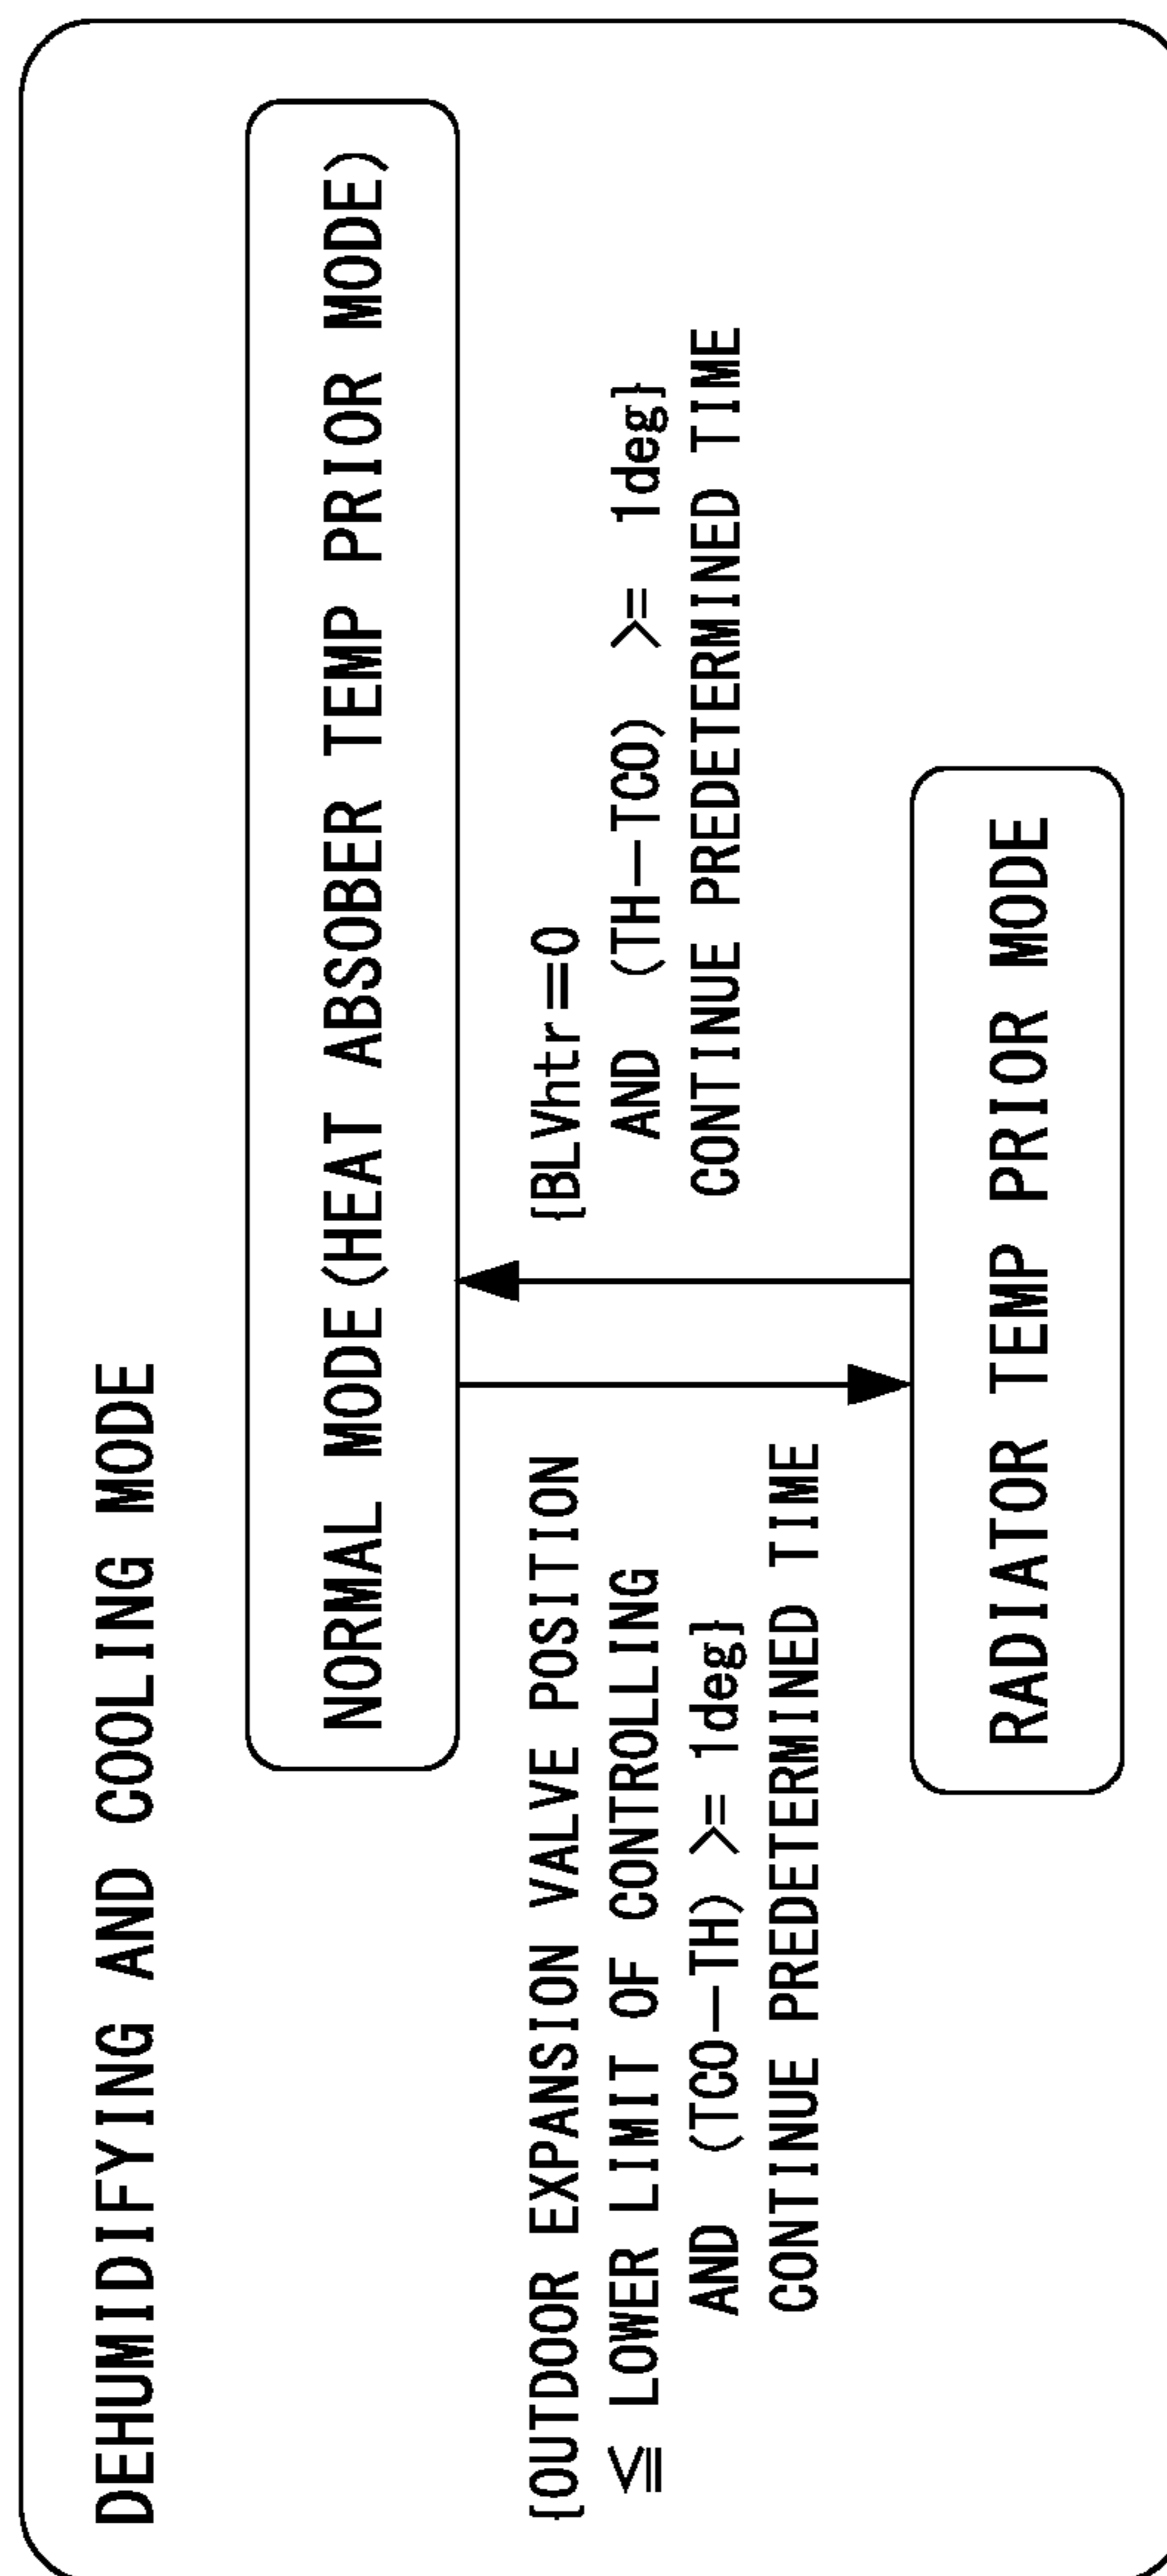 DEHUMIDIFYING AND COOLING MODE
NORMAL MODE(HEAT ABSOBER TEMP PRIOR MODE)
{OUTDOOR EXPANSION VALVE POSITION
≦ LOWER LIMIT OF CONTROLLING
AND (TCO－TH) >= 1deg}
CONTINUE PREDETERMINED TIME
{BLVhtr＝0
AND (TH－TCO) >= 1deg}
CONTINUE PREDETERMINED TIME
RADIATOR TEMP PRIOR MODE